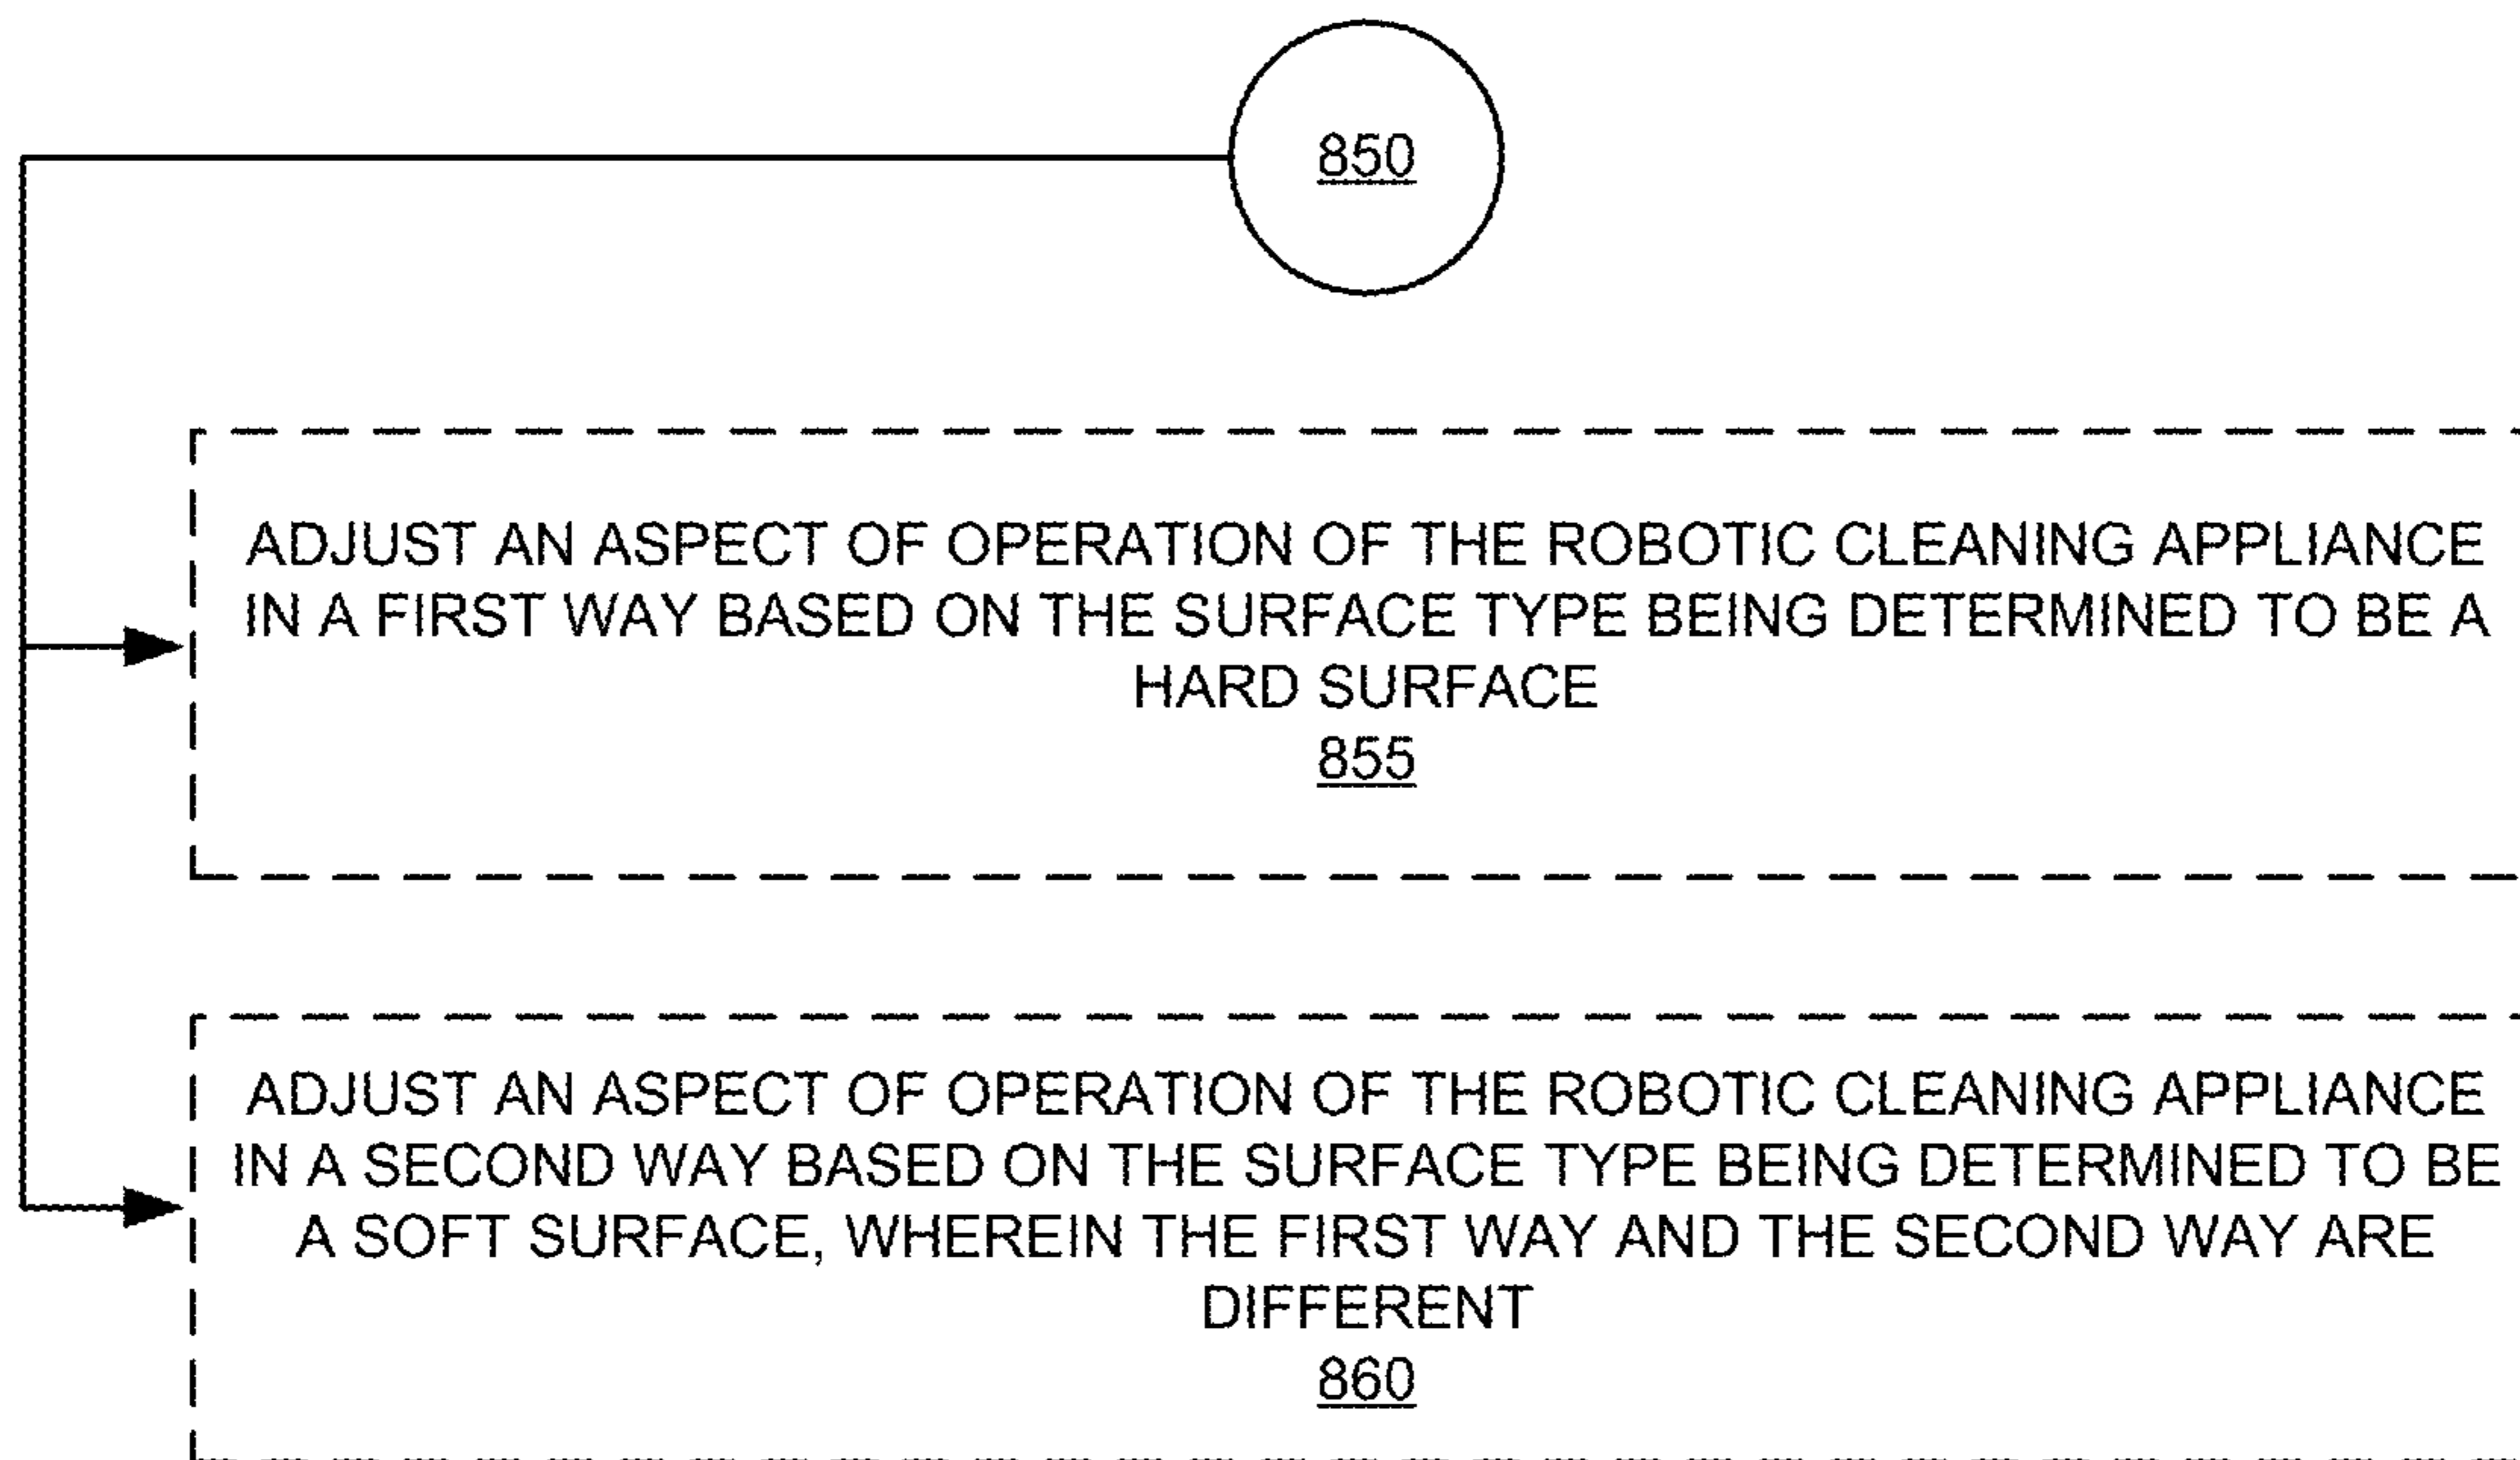 850
ADJUST AN ASPECT OF OPERATION OF THE ROBOTIC CLEANING APPLIANCE
IN A FIRST WAY BASED ON THE SURFACE TYPE BEING DETERMINED TO BE A
HARD SURFACE
855
ADJUST AN ASPECT OF OPERATION OF THE ROBOTIC CLEANING APPLIANCE
IN A SECOND WAY BASED ON THE SURFACE TYPE BEING DETERMINED TO BE
A SOFT SURFACE, WHEREIN THE FIRST WAY AND THE SECOND WAY ARE
DIFFERENT
860